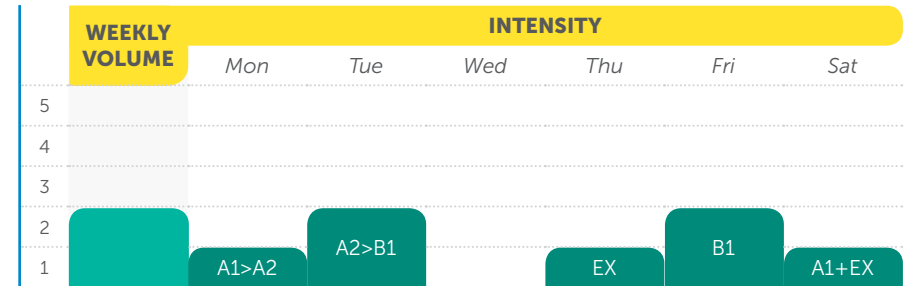 WEEKLY VOLUME
INTENSITY
Mon Tue Wed Thu Fri Sat
5
4
3
2
A2>B1 B1
1 A1>A2 EX A1+EX